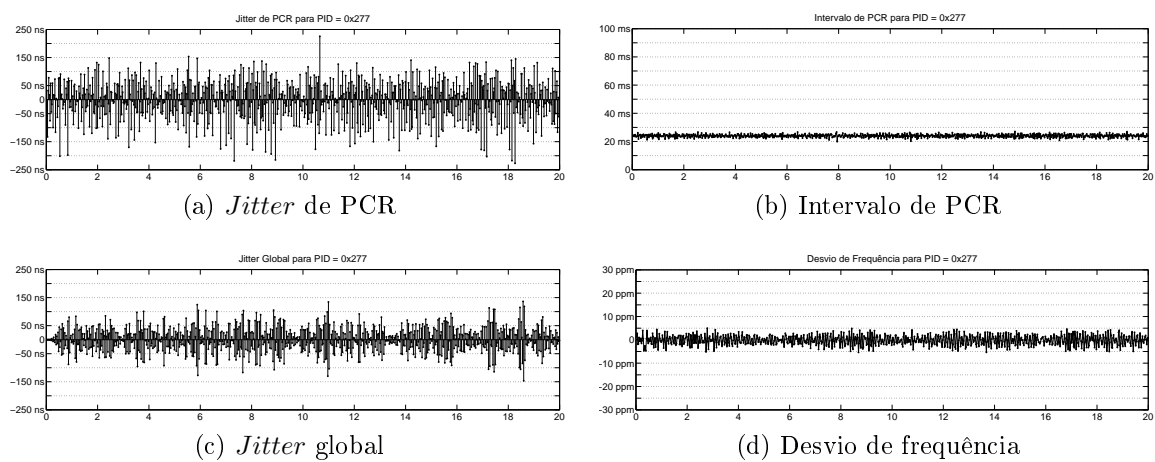 Jitter de PCR para PID = 0x277
250 ns
150 ns
50 ns
0
−50 ns
−150 ns
−250 ns
0 2 4 6 8 10 12 14 16 18 20
(a) Jitter de PCR
Intervalo de PCR para PID = 0x277
100 ms
80 ms
60 ms
40 ms
20 ms
0
0 2 4 6 8 10 12 14 16 18 20
(b) Intervalo de PCR
Jitter Global para PID = 0x277
250 ns
150 ns
50 ns
0
−50 ns
−150 ns
−250 ns
0 2 4 6 8 10 12 14 16 18 20
(c) Jitter global
Desvio de Frequência para PID = 0x277
30 ppm
20 ppm
10 ppm
0
-10 ppm
-20 ppm
-30 ppm
0 2 4 6 8 10 12 14 16 18 20
(d) Desvio de frequência